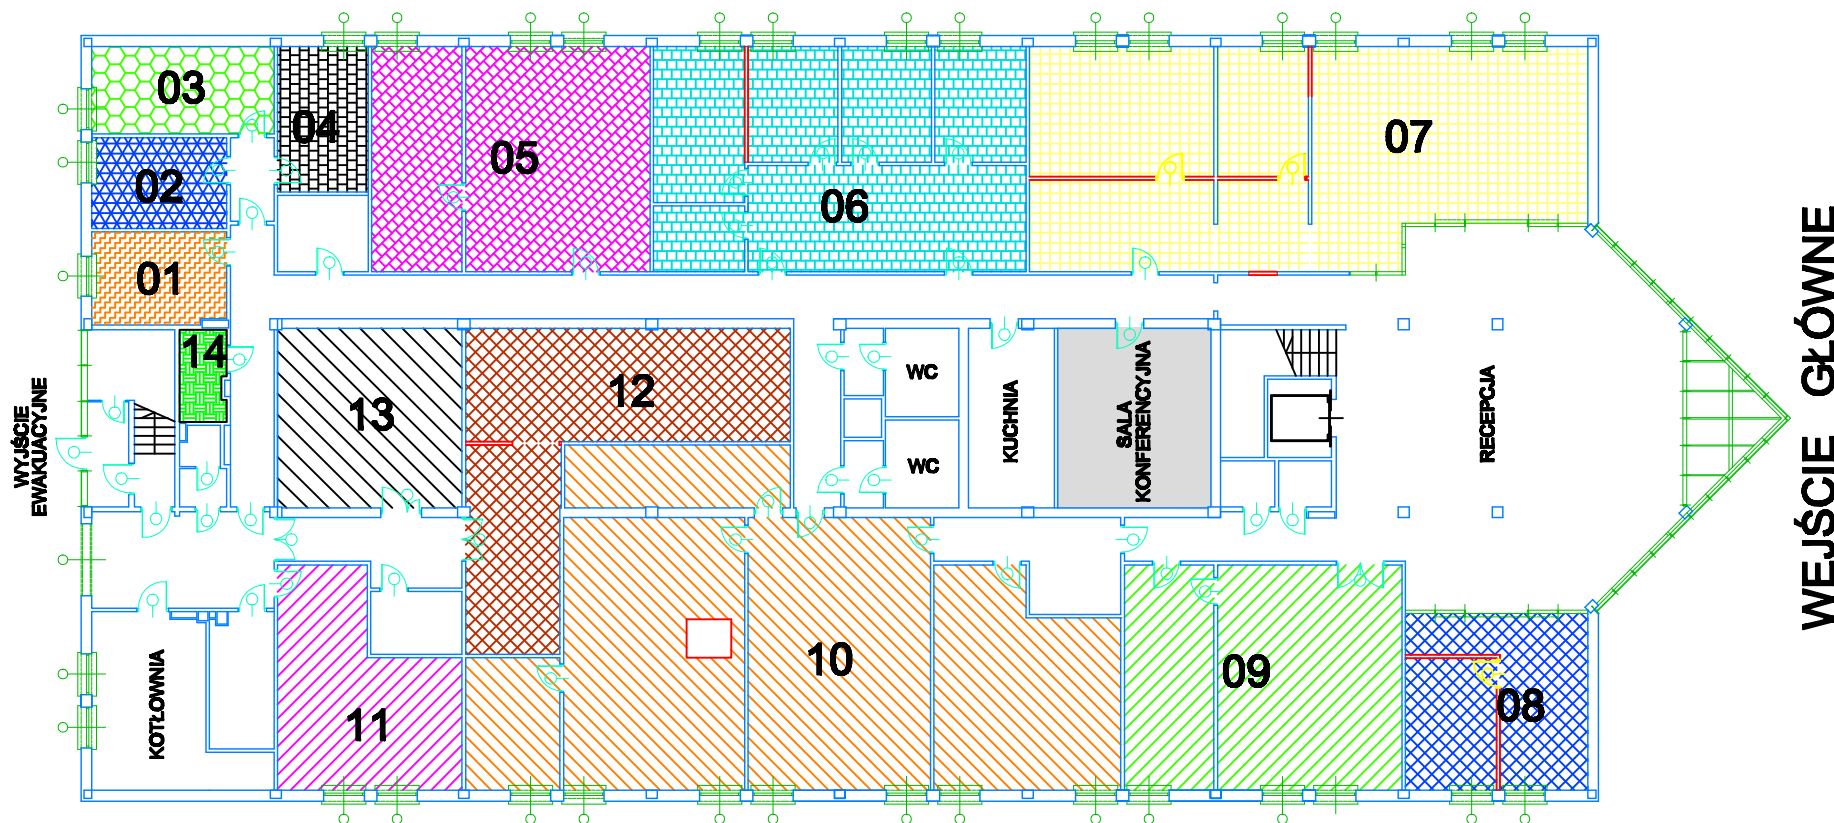 03
04
05
07
02
06
01
14
13
12
WC
WC
KUCHNIA
SALA
KONFERENCYJNA
RECEPCJA
WEJŚCIE GŁÓWNE
WYJŚCIE
EWAKUACYJNE
KOTŁOWNIA
11
10
09
08